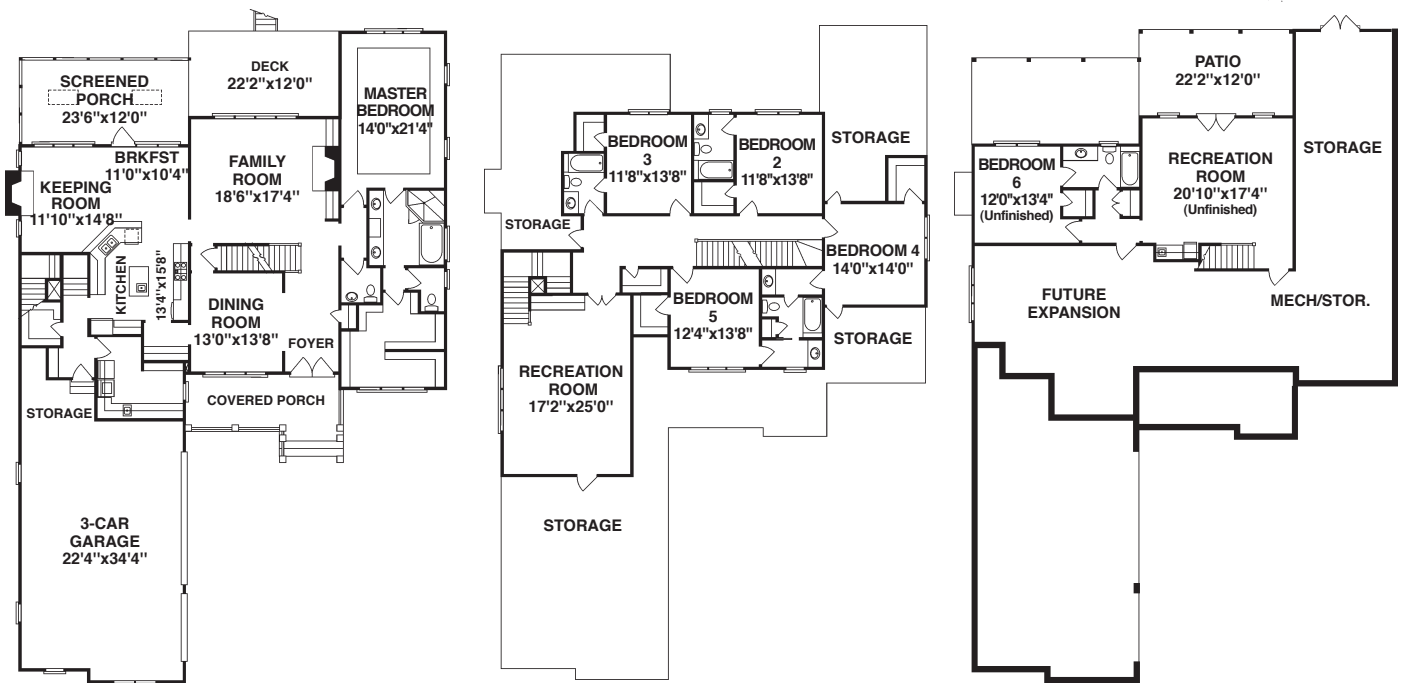 SCREENED
PORCH
23'6"x12'0"
DECK
22'2"x12'0"
MASTER
BEDROOM
14'0"x21'4"
BRKFST
11'0"x10'4"
KEEPING
ROOM
11'10"x14'8"
FAMILY
ROOM
18'6"x17'4"
KITCHEN
13'4"x15'8"
DINING
ROOM
13'0"x13'8"
FOYER
COVERED PORCH
STORAGE
3-CAR
GARAGE
22'4"x34'4"
BEDROOM
3
11'8"x13'8"
BEDROOM
2
11'8"x13'8"
STORAGE
STORAGE
BEDROOM 4
14'0"x14'0"
BEDROOM
5
12'4"x13'8"
STORAGE
RECREATION
ROOM
17'2"x25'0"
STORAGE
PATIO
22'2"x12'0"
STORAGE
BEDROOM
6
12'0"x13'4"
(Unfinished)
RECREATION
ROOM
20'10"x17'4"
(Unfinished)
FUTURE
EXPANSION
MECH/STOR.